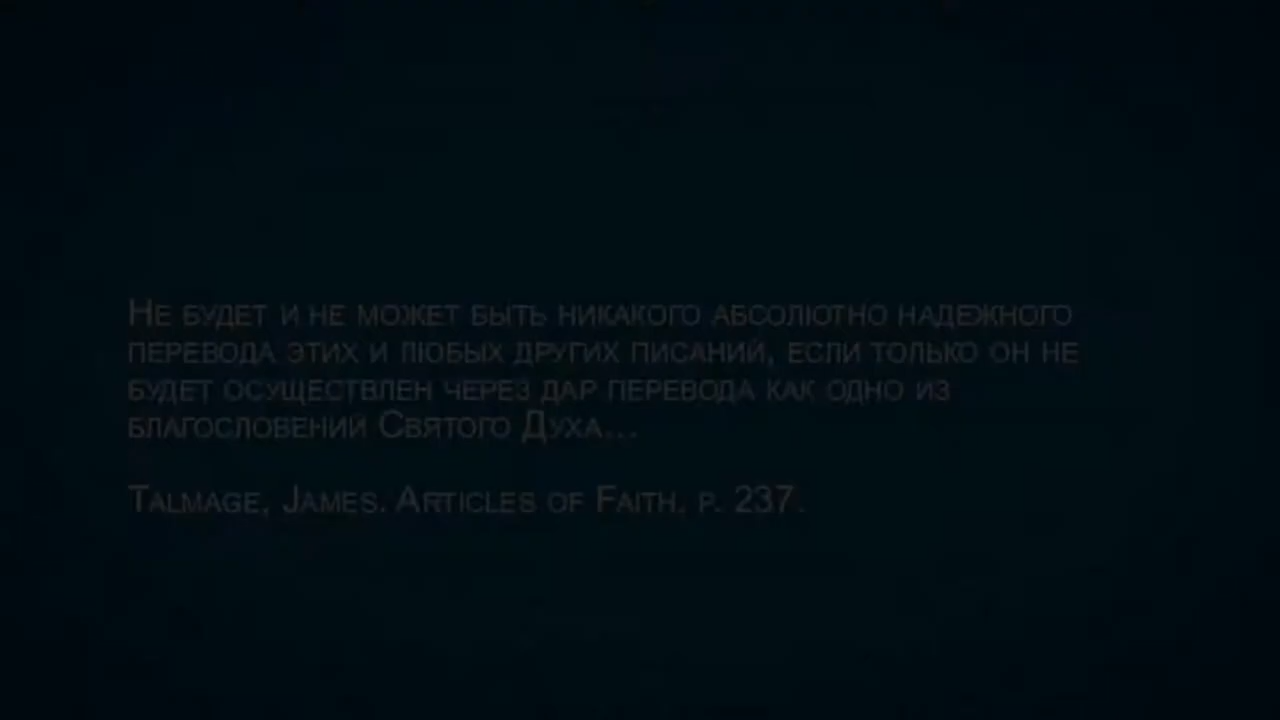 Не будет и не может быть никакого абсолютно надежного
перевода этих и любых других писаний, если только он не
будет осуществлен через дар перевода как одно из
благословений Святого Духа...
Talmage, James. Articles of Faith. p. 237.